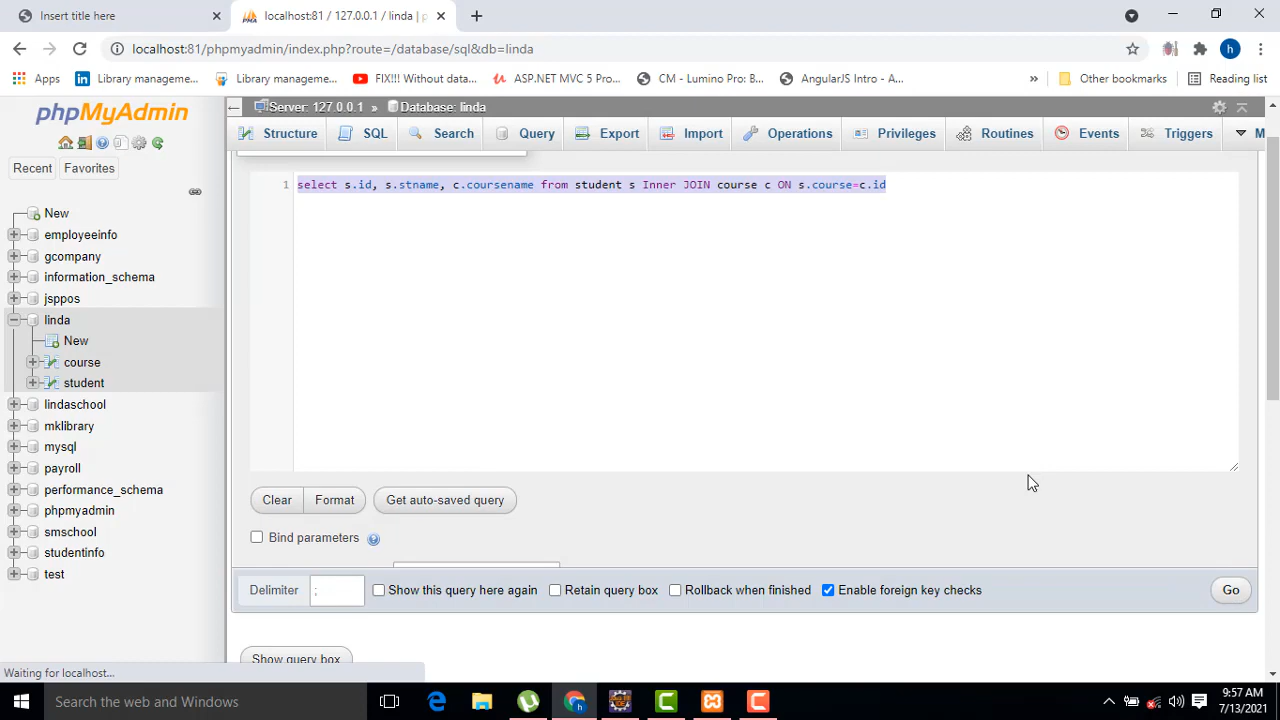 Insert title here
localhost:81 / 127.0.0.1 / linda | p
h
localhost:81/phpmyadmin/index.php?route=/database/sql&db=linda
Apps
Library manageme...
Library manageme...
FIX!!! Without data...
ASP.NET MVC 5 Pro...
CM - Lumino Pro: B...
AngularJS Intro - A...
»
Other bookmarks
Reading list
phpMyAdmin
Recent
Favorites
New
employeeinfo
gcompany
information_schema
jsppos
linda
New
course
student
lindaschool
mklibrary
mysql
payroll
performance_schema
phpmyadmin
smschool
studentinfo
test
Server: 127.0.0.1 » Database: linda
Structure
SQL
Search
Query
Export
Import
Operations
Privileges
Routines
Events
Triggers
M
1 select s.id, s.stname, c.coursename from student s Inner JOIN course c ON s.course=c.id
Clear
Format
Get auto-saved query
Bind parameters
Delimiter ;
Show this query here again
Retain query box
Rollback when finished
Enable foreign key checks
Go
Show query box
Waiting for localhost...
Search the web and Windows
9:57 AM
7/13/2021